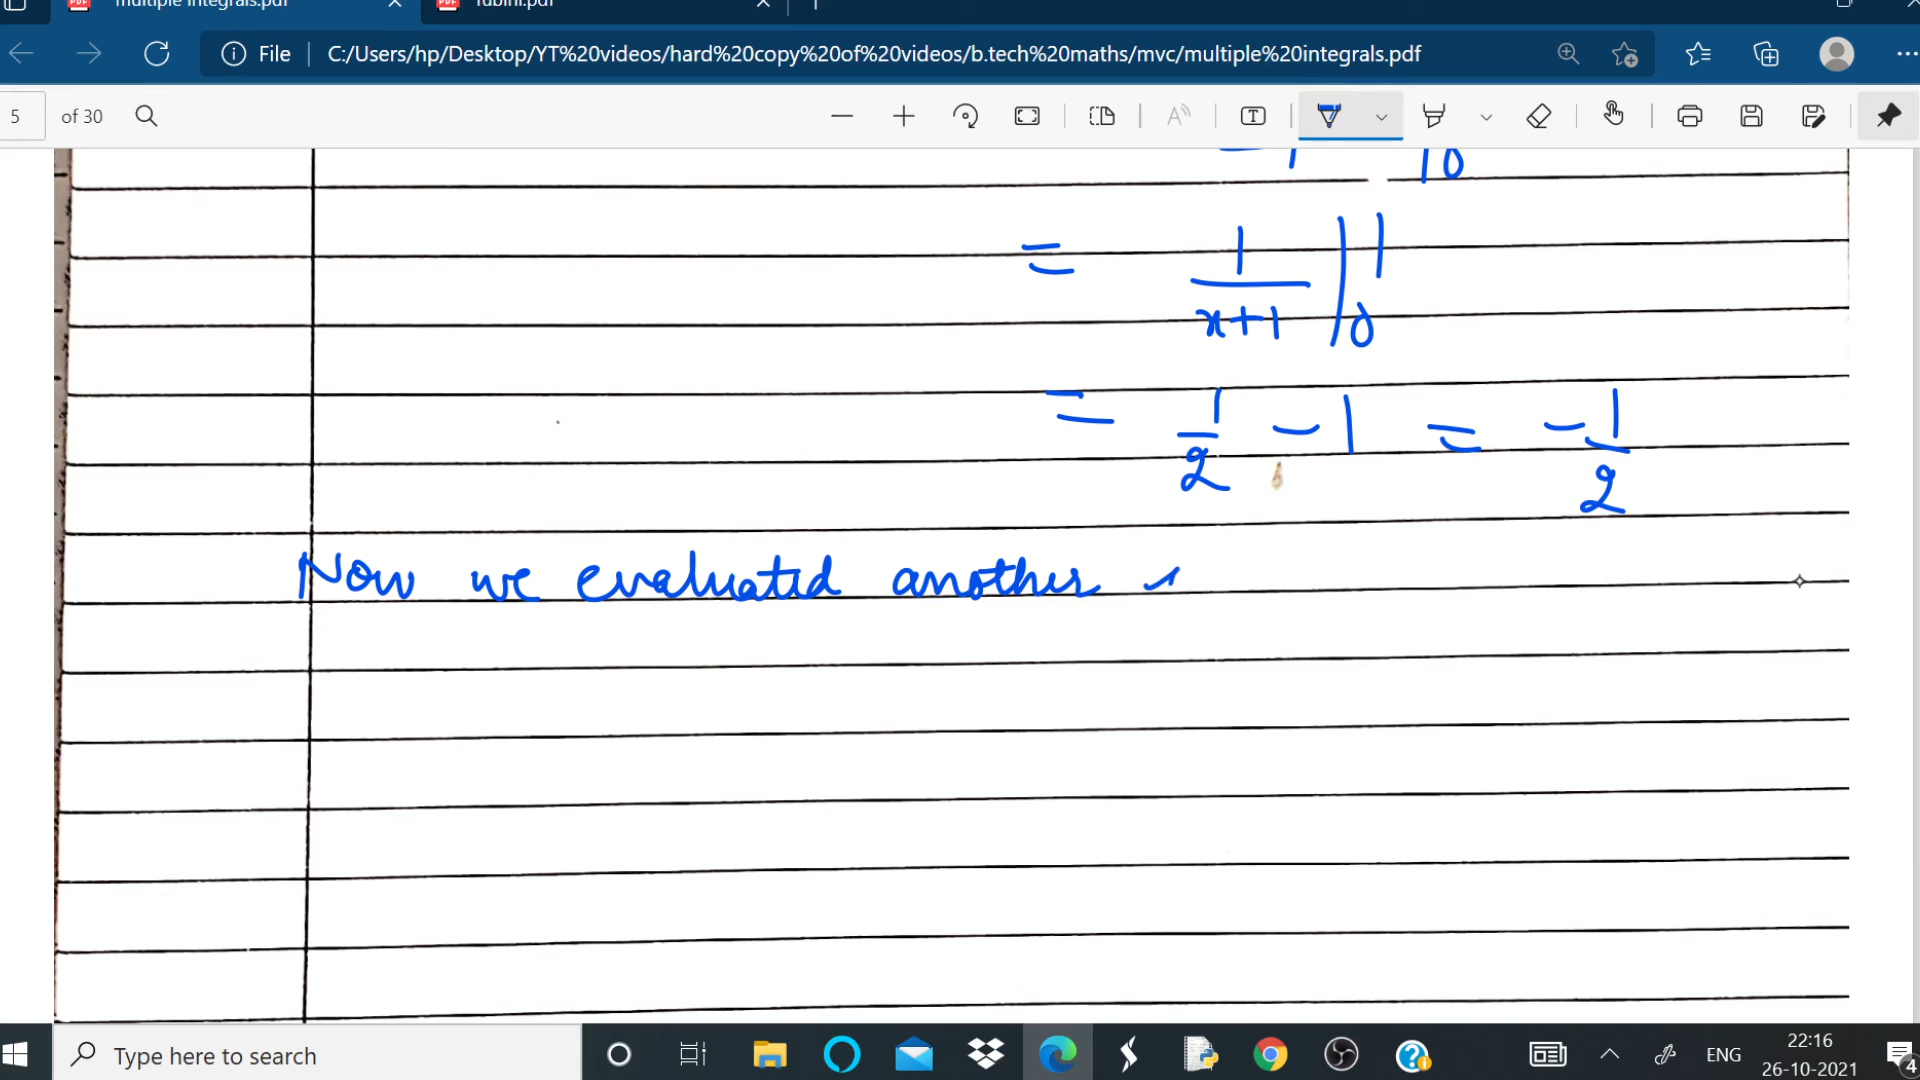 multiple integrals.pdf
fubini.pdf
File
C:/Users/hp/Desktop/YT%20videos/hard%20copy%20of%20videos/b.tech%20maths/mvc/multiple%20integrals.pdf
5 of 30
-1 | 0
= 1/(x+1) |₀¹
= 1/2 - 1 = -1/2
Now we evaluated another
Type here to search
ENG
22:16
26-10-2021
4